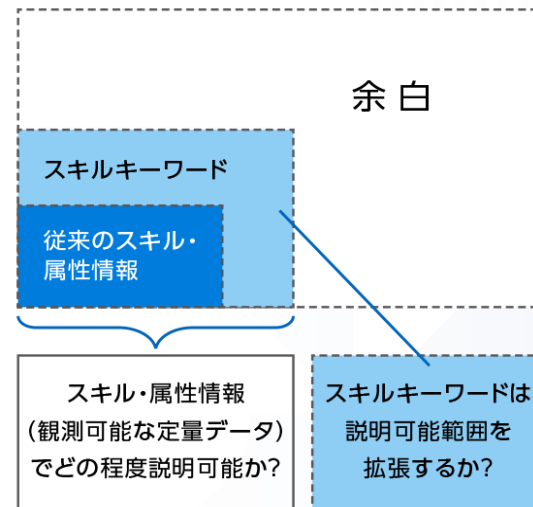 余白
スキルキーワード
従来のスキル・
属性情報
スキル・属性情報
(観測可能な定量データ)
でどの程度説明可能か?
スキルキーワードは
説明可能範囲を
拡張するか?